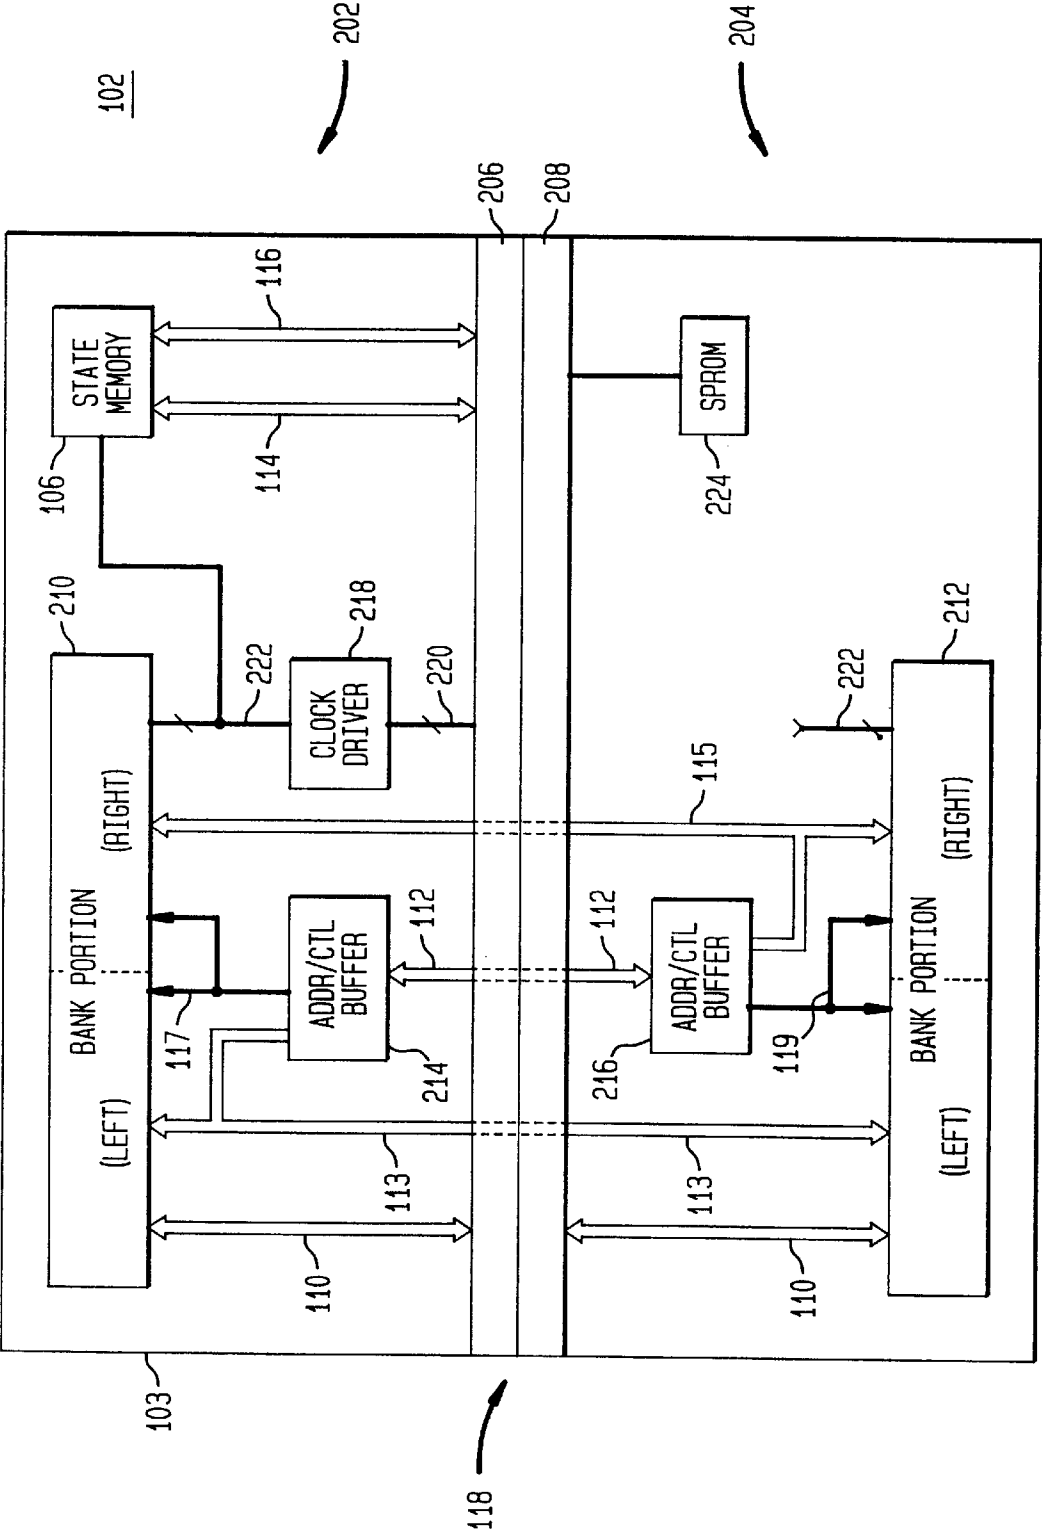 102
202
204
206
208
116
114
STATE
MEMORY
106
SPROM
224
210
222
CLOCK
DRIVER
218
220
222
212
BANK PORTION
(LEFT)
(RIGHT)
117
ADDR/CTL
BUFFER
214
112
112
ADDR/CTL
BUFFER
216
115
119
BANK PORTION
(LEFT)
(RIGHT)
113
113
110
110
103
118